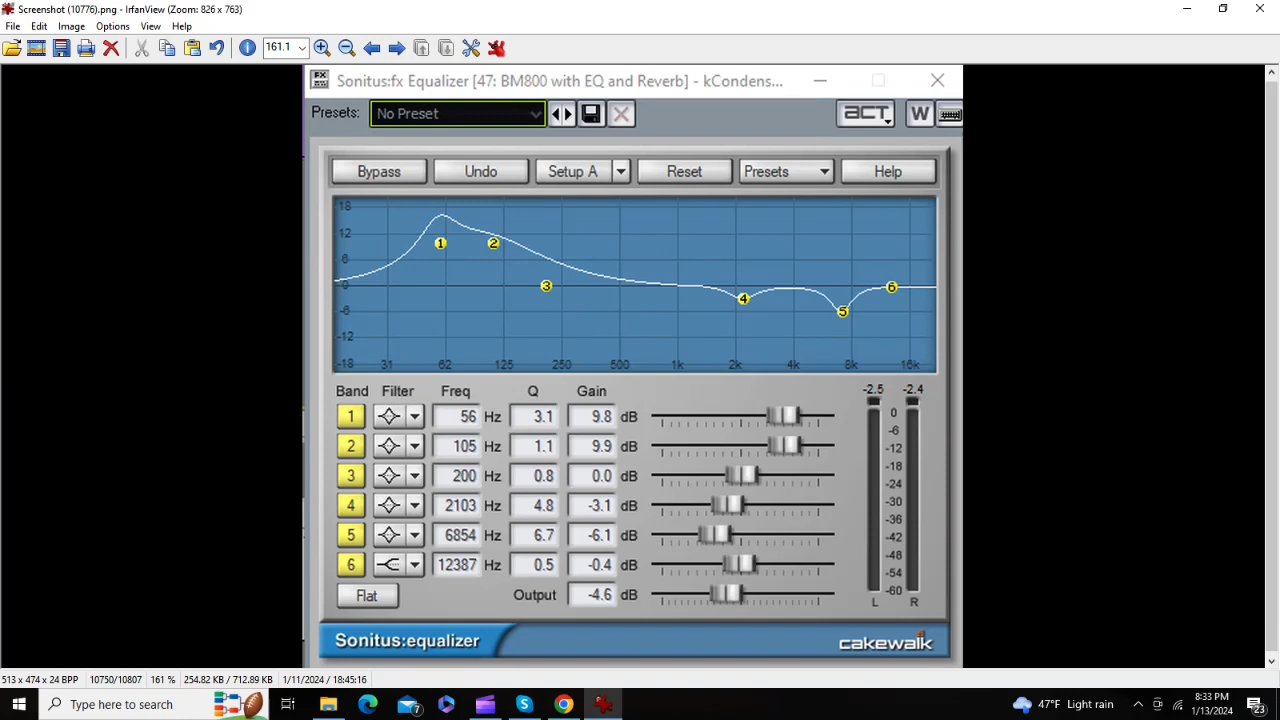 Screenshot (10776).png - IrfanView (Zoom: 826 x 763)
File Edit Image Options View Help
161.1
FX
Sonitus:fx Equalizer [47: BM800 with EQ and Reverb] - kCondens...
Presets: No Preset ACT W
Bypass Undo Setup A Reset Presets Help
18
12
6
0
-6
-12
-18 31 62 125 250 500 1k 2k 4k 8k 16k
1 2 3 4 5 6
Band Filter Freq Q Gain -2.5 -2.4
1 56 Hz 3.1 9.8 dB
2 105 Hz 1.1 9.9 dB
3 200 Hz 0.8 0.0 dB
4 2103 Hz 4.8 -3.1 dB
5 6854 Hz 6.7 -6.1 dB
6 12387 Hz 0.5 -0.4 dB
Flat Output -4.6 dB
0
-6
-12
-18
-24
-30
-36
-42
-48
-54
-60
L R
Sonitus:equalizer cakewalk
513 x 474 x 24 BPP 10750/10807 161 % 254.82 KB / 712.89 KB 1/11/2024 / 18:45:16
Type here to search 7 47°F Light rain 8:33 PM
1/13/2024 23